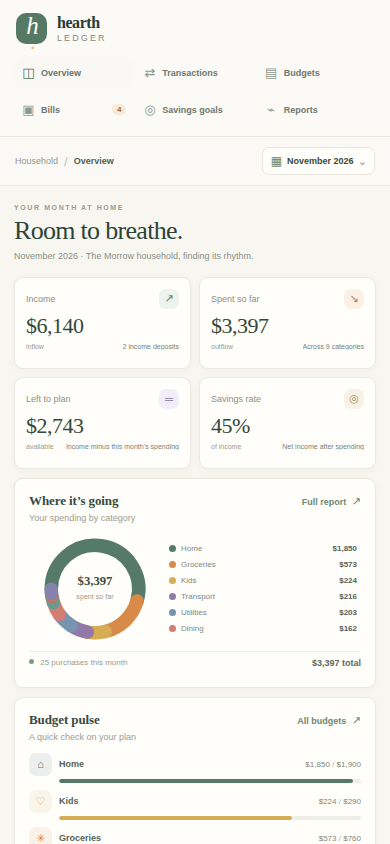 h hearth
LEDGER
Overview Transactions Budgets
Bills 4 Savings goals Reports
Household / Overview November 2026
YOUR MONTH AT HOME
Room to breathe.
November 2026 · The Morrow household, finding its rhythm.
Income
$6,140
inflow 2 income deposits
Spent so far
$3,397
outflow Across 9 categories
Left to plan
$2,743
available Income minus this month's spending
Savings rate
45%
of income Net income after spending
Where it's going Full report ↗
Your spending by category
$3,397
spent so far
Home $1,850
Groceries $573
Kids $224
Transport $216
Utilities $203
Dining $162
25 purchases this month $3,397 total
Budget pulse All budgets ↗
A quick check on your plan
Home $1,850 / $1,900
Kids $224 / $290
Groceries $573 / $760